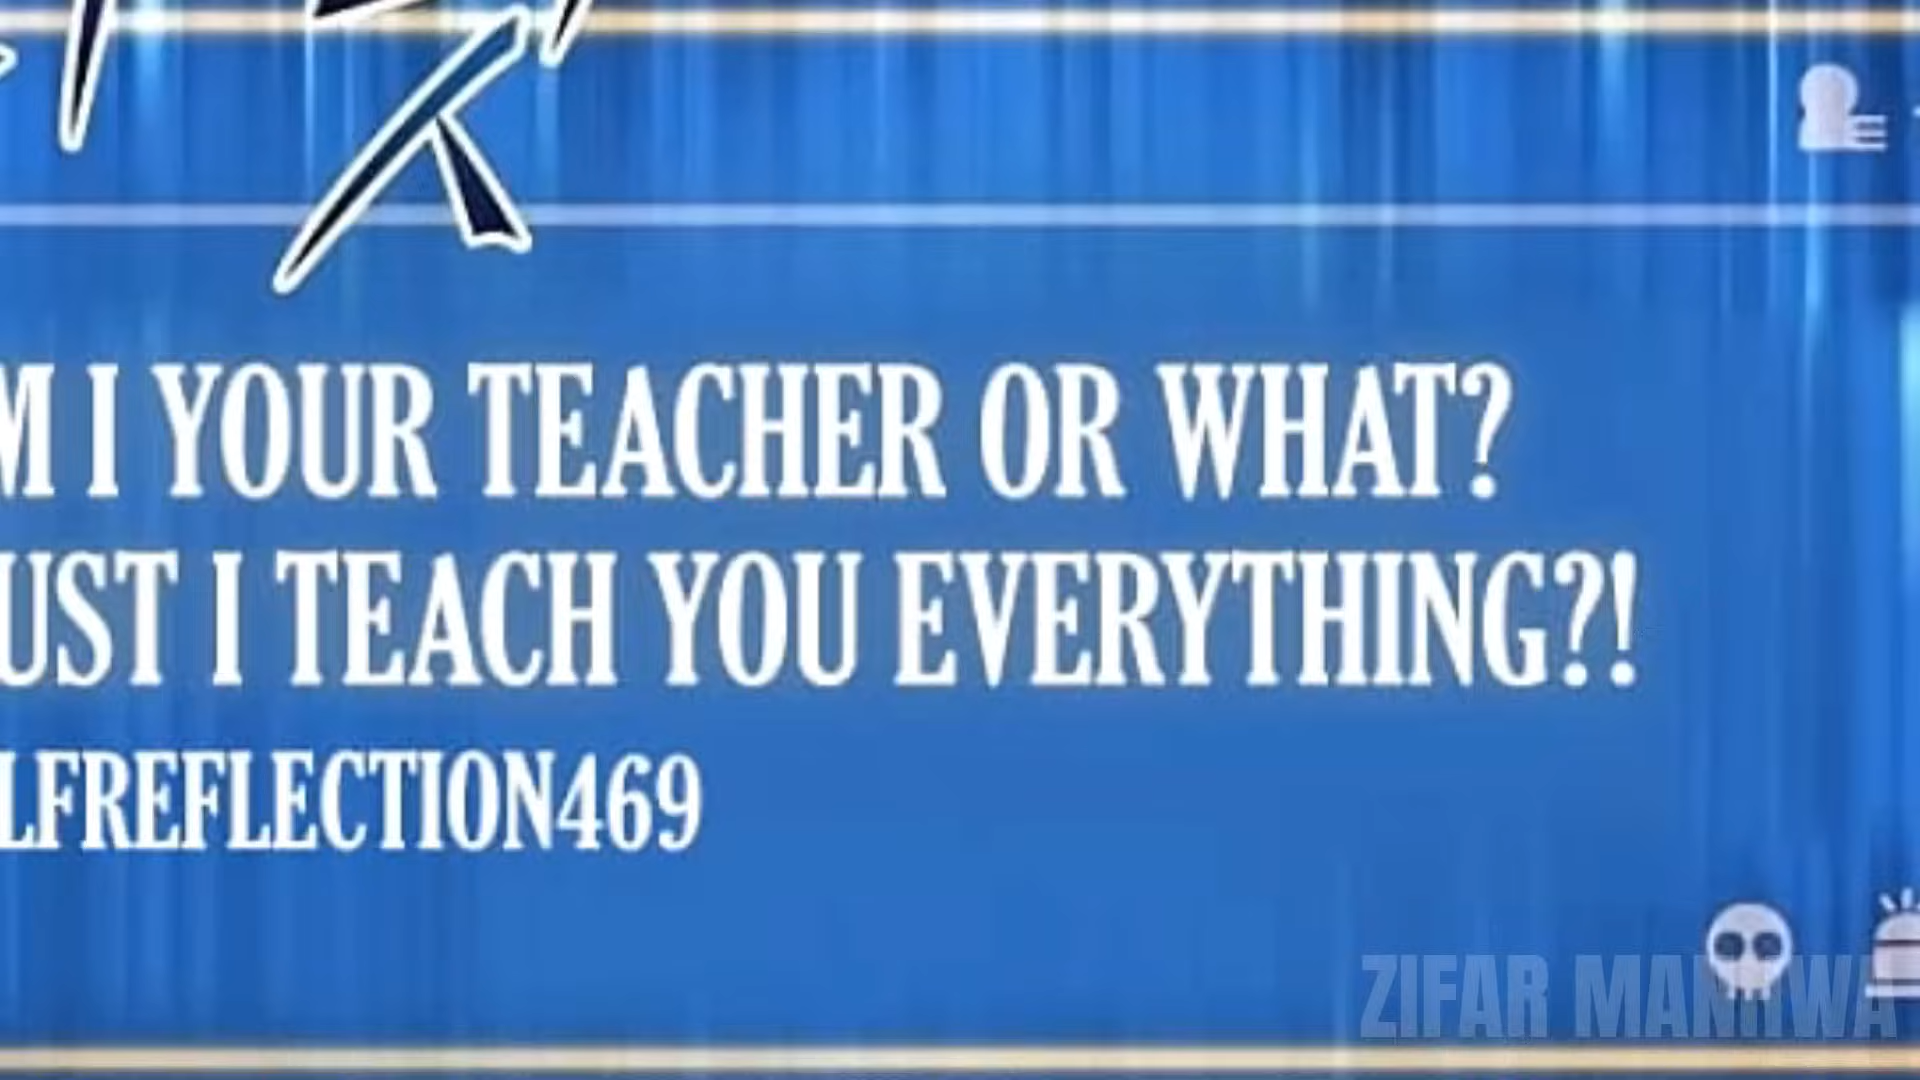 M I YOUR TEACHER OR WHAT?
UST I TEACH YOU EVERYTHING?!
LFREFLECTION469
ZIFAR MANHWA